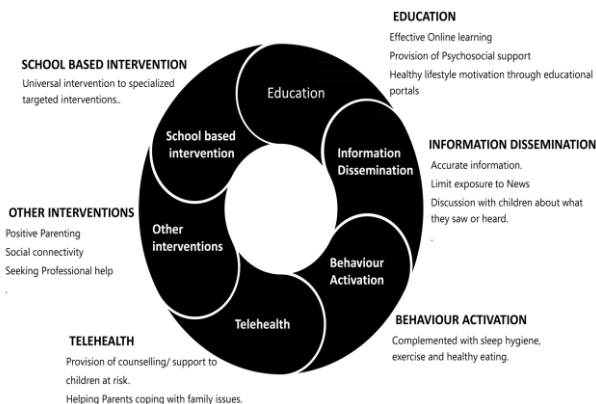 EDUCATION
Effective Online learning
Provision of Psychosocial support
Healthy lifestyle motivation through educational
portals
INFORMATION DISSEMINATION
Accurate information.
Limit exposure to News
Discussion with children about what
they saw or heard.
.
BEHAVIOUR ACTIVATION
Complemented with sleep hygiene,
exercise and healthy eating.
TELEHEALTH
Provision of counselling/ support to
children at risk.
Helping Parents coping with family issues.
OTHER INTERVENTIONS
Positive Parenting
Social connectivity
Seeking Professional help
.
SCHOOL BASED INTERVENTION
Universal intervention to specialized
targeted interventions..
Education
Information
Dissemination
Behaviour
Activation
Telehealth
Other
interventions
School based
intervention